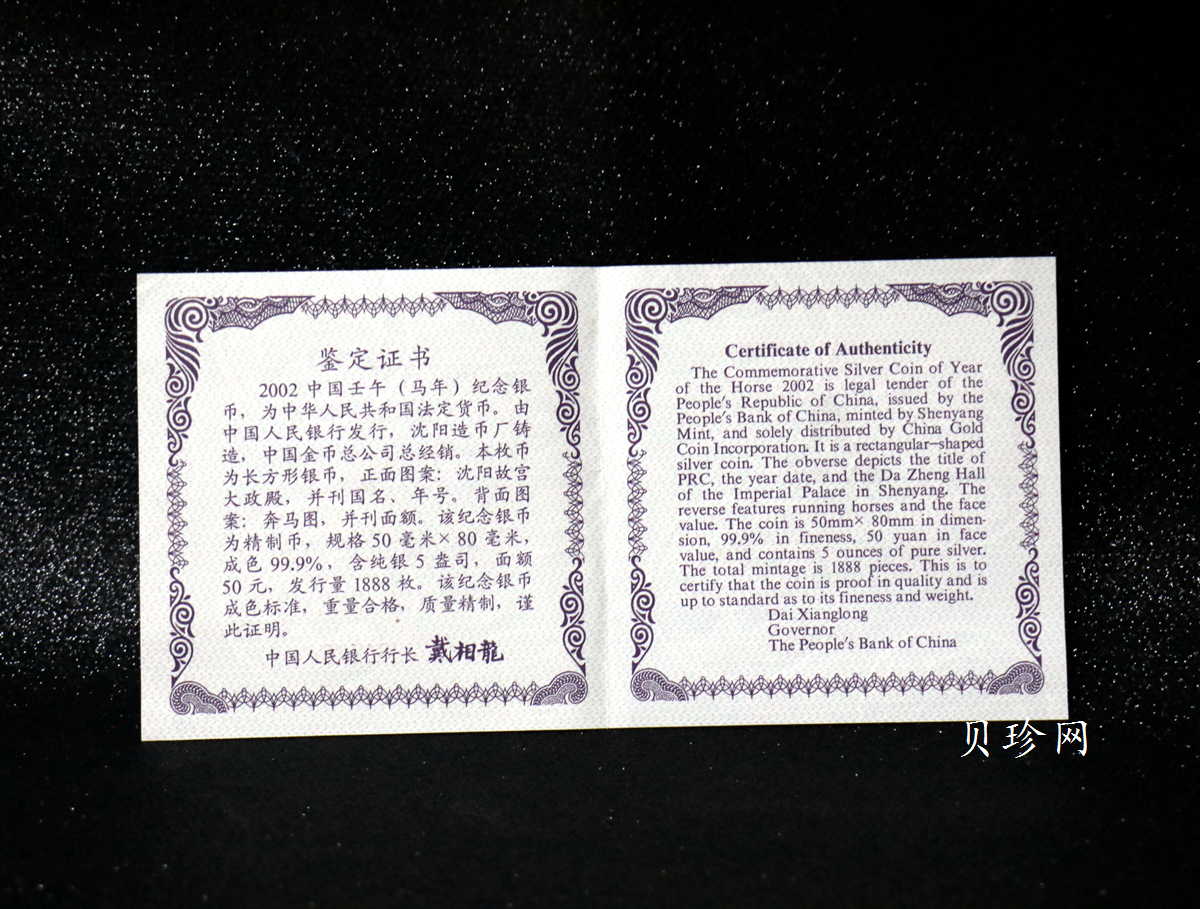 鉴定证书
2002 中国壬午（马年）纪念银
币，为中华人民共和国法定货币。由
中国人民银行发行，沈阳造币厂铸
造，中国金币总公司总经销。本枚币
为长方形银币，正面图案：沈阳故宫
大政殿，并刊国名、年号。背面图
案：奔马图，并刊面额。该纪念银币
为精制币，规格 50 毫米×80 毫米，
成色 99.9%，含纯银 5 盎司，面额
50 元，发行量 1888 枚。该纪念银币
成色标准，重量合格，质量精制，谨
此证明。
中国人民银行行长 戴相龍
Certificate of Authenticity
The Commemorative Silver Coin of Year
of the Horse 2002 is legal tender of the
People's Republic of China, issued by the
People's Bank of China, minted by Shenyang
Mint, and solely distributed by China Gold
Coin Incorporation. It is a rectangular-shaped
silver coin. The obverse depicts the title of
PRC, the year date, and the Da Zheng Hall
of the Imperial Palace in Shenyang. The
reverse features running horses and the face
value. The coin is 50mm× 80mm in dimen-
sion, 99.9% in fineness, 50 yuan in face
value, and contains 5 ounces of pure silver.
The total mintage is 1888 pieces. This is to
certify that the coin is proof in quality and is
up to standard as to its fineness and weight.
Dai Xianglong
Governor
The People's Bank of China
贝珍网